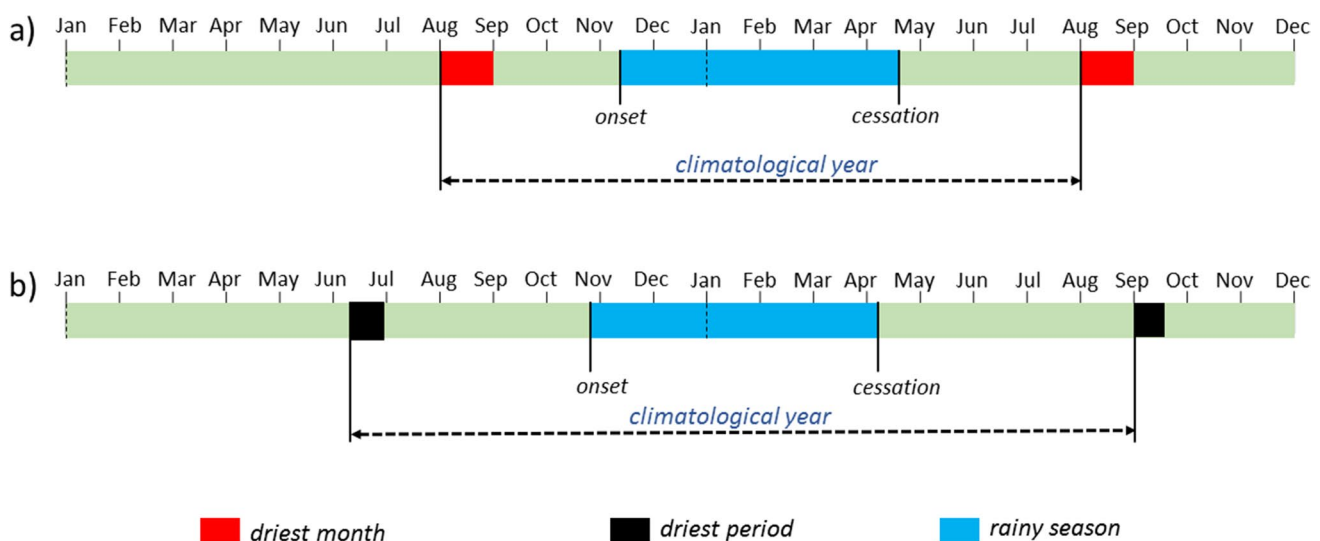 a) Jan Feb Mar Apr May Jun Jul Aug Sep Oct Nov Dec Jan Feb Mar Apr May Jun Jul Aug Sep Oct Nov Dec
onset cessation
climatological year
b) Jan Feb Mar Apr May Jun Jul Aug Sep Oct Nov Dec Jan Feb Mar Apr May Jun Jul Aug Sep Oct Nov Dec
onset cessation
climatological year
driest month driest period rainy season